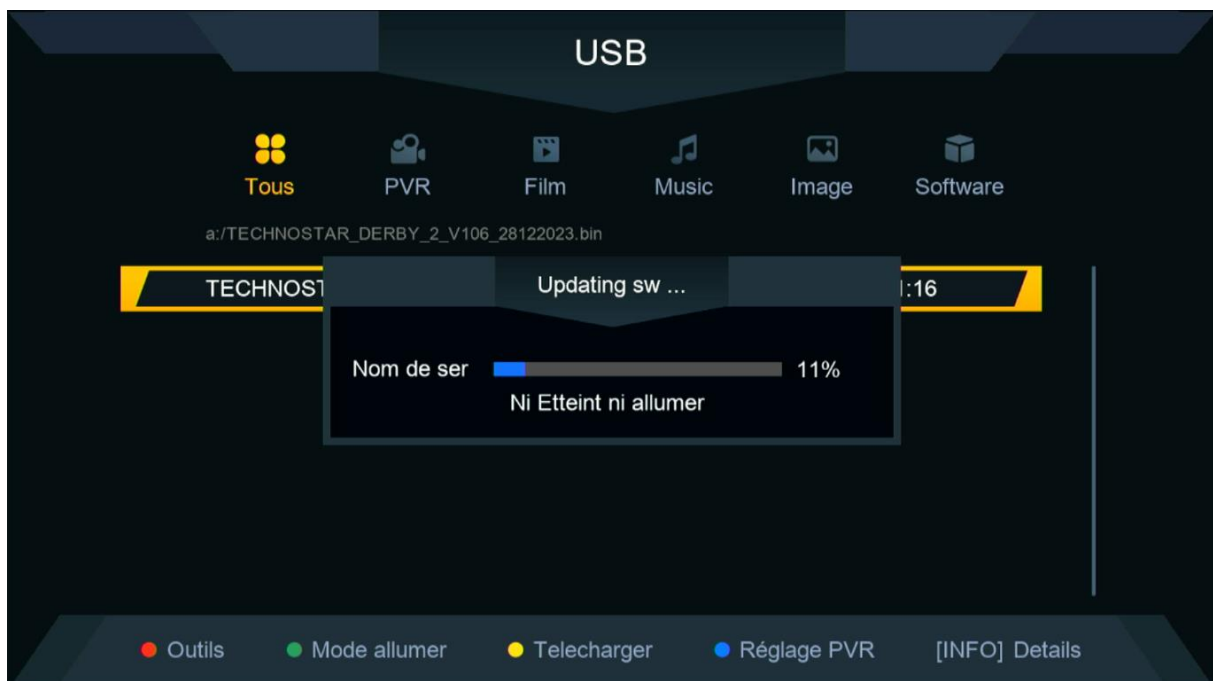 USB
Tous PVR Film Music Image Software
a:/TECHNOSTAR_DERBY_2_V106_28122023.bin
TECHNOST :16
Updating sw ...
Nom de ser 11%
Ni Etteint ni allumer
Outils Mode allumer Telecharger Réglage PVR [INFO] Details